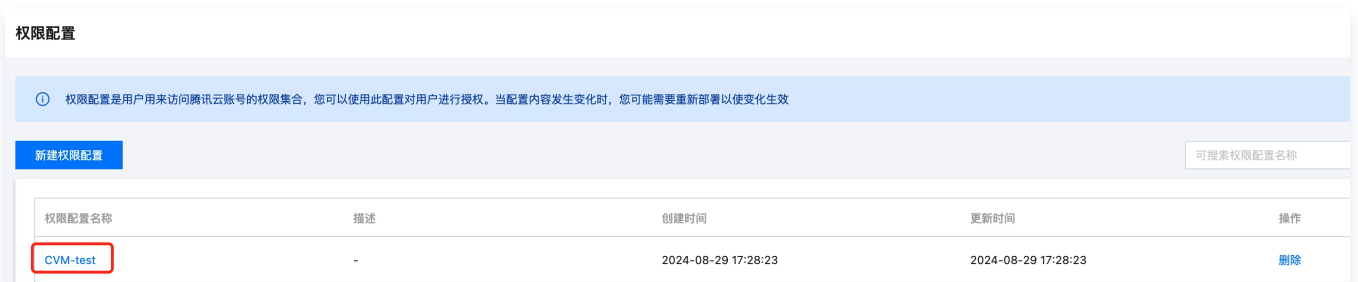 权限配置
权限配置是用户用来访问腾讯云账号的权限集合，您可以使用此配置对用户进行授权。当配置内容发生变化时，您可能需要重新部署以使变化生效
新建权限配置
可搜索权限配置名称
权限配置名称 描述 创建时间 更新时间 操作
CVM-test - 2024-08-29 17:28:23 2024-08-29 17:28:23 删除